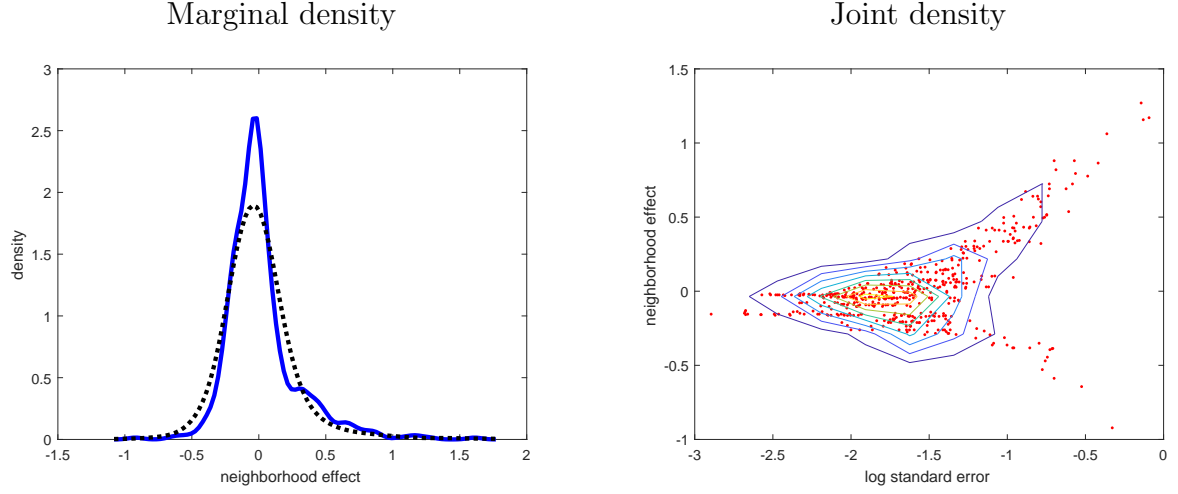 Marginal density
3
2.5
2
1.5
1
0.5
0
density
-1.5 -1 -0.5 0 0.5 1 1.5 2
neighborhood effect
Joint density
1.5
1
0.5
0
-0.5
-1
neighborhood effect
-3 -2.5 -2 -1.5 -1 -0.5 0
log standard error